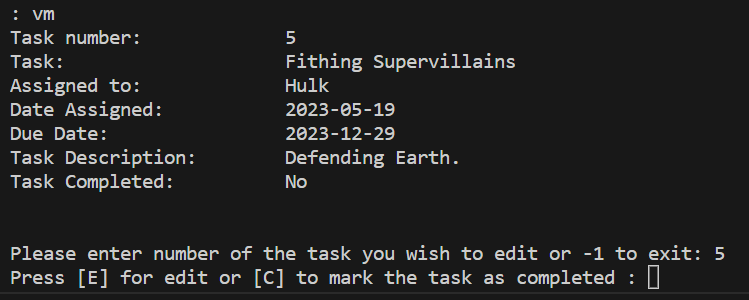 : vm
Task number: 5
Task: Fithing Supervillains
Assigned to: Hulk
Date Assigned: 2023-05-19
Due Date: 2023-12-29
Task Description: Defending Earth.
Task Completed: No
Please enter number of the task you wish to edit or -1 to exit: 5
Press [E] for edit or [C] to mark the task as completed :